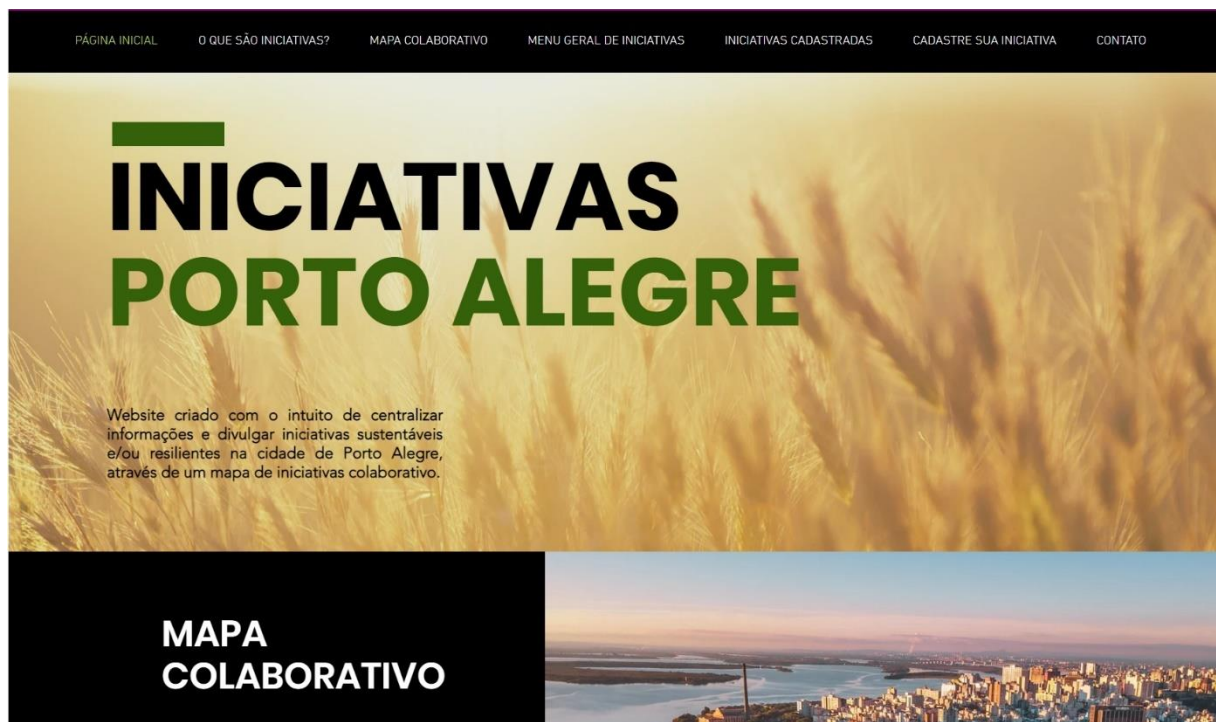 PÁGINA INICIAL
O QUE SÃO INICIATIVAS?
MAPA COLABORATIVO
MENU GERAL DE INICIATIVAS
INICIATIVAS CADASTRADAS
CADASTRE SUA INICIATIVA
CONTATO
INICIATIVAS
PORTO ALEGRE
Website criado com o intuito de centralizar
informações e divulgar iniciativas sustentáveis
e/ou resilientes na cidade de Porto Alegre,
através de um mapa de iniciativas colaborativo.
MAPA
COLABORATIVO